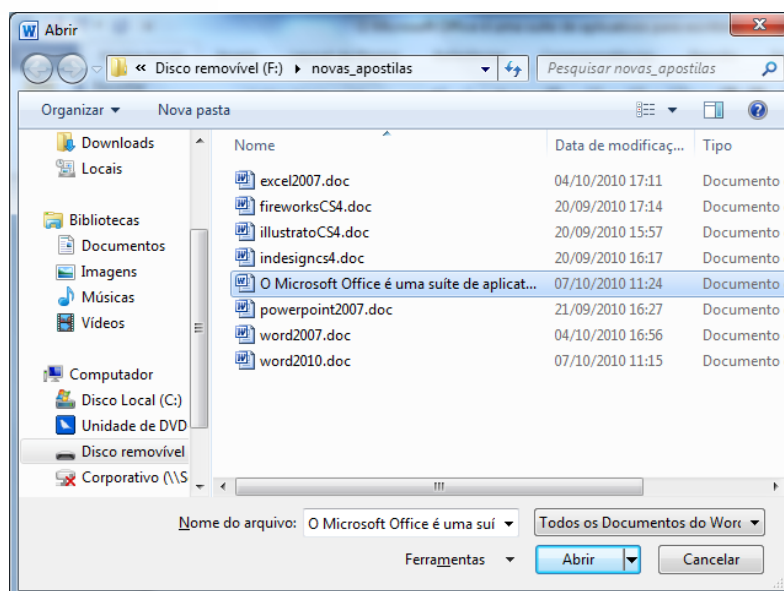 Abrir
« Disco removível (F:) ▸ novas_apostilas
Pesquisar novas_apostilas
Organizar Nova pasta
Downloads
Locais
Bibliotecas
Documentos
Imagens
Músicas
Vídeos
Computador
Disco Local (C:)
Unidade de DVD
Disco removível
Corporativo (\\S
Nome Data de modificaç... Tipo
excel2007.doc 04/10/2010 17:11 Documento
fireworksCS4.doc 20/09/2010 17:14 Documento
illustratoCS4.doc 20/09/2010 15:57 Documento
indesigncs4.doc 20/09/2010 16:17 Documento
O Microsoft Office é uma suíte de aplicat... 07/10/2010 11:24 Documento
powerpoint2007.doc 21/09/2010 16:27 Documento
word2007.doc 04/10/2010 16:56 Documento
word2010.doc 07/10/2010 11:15 Documento
Nome do arquivo: O Microsoft Office é uma suí Todos os Documentos do Word
Ferramentas Abrir Cancelar